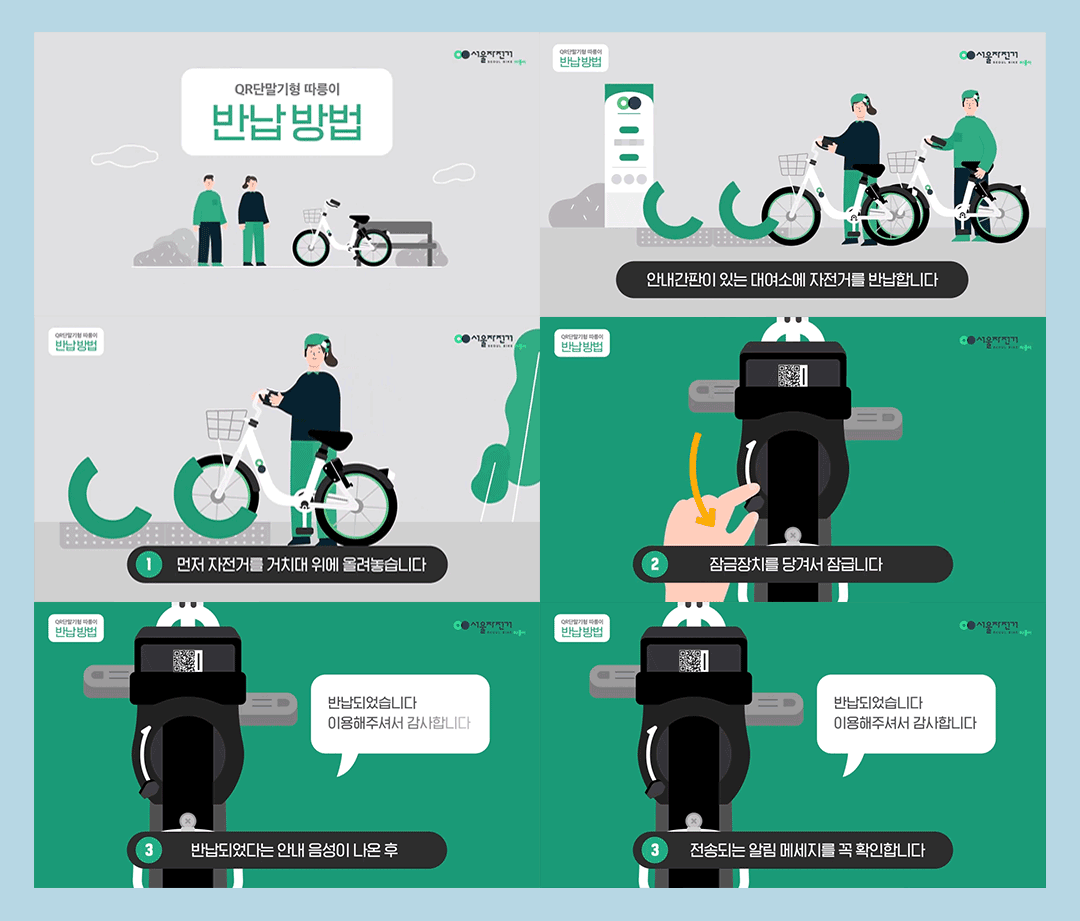 서울자전거
SEOUL BIKE 따릉이
QR단말기형 따릉이
반납 방법
QR단말기형 따릉이
반납 방법
서울자전거
SEOUL BIKE 따릉이
안내간판이 있는 대여소에 자전거를 반납합니다
QR단말기형 따릉이
반납 방법
서울자전거
SEOUL BIKE 따릉이
1 먼저 자전거를 거치대 위에 올려놓습니다
QR단말기형 따릉이
반납 방법
서울자전거
SEOUL BIKE 따릉이
2 잠금장치를 당겨서 잠급니다
QR단말기형 따릉이
반납 방법
서울자전거
SEOUL BIKE 따릉이
반납되었습니다
이용해주셔서 감사합니다
3 반납되었다는 안내 음성이 나온 후
QR단말기형 따릉이
반납 방법
서울자전거
SEOUL BIKE 따릉이
반납되었습니다
이용해주셔서 감사합니다
3 전송되는 알림 메세지를 꼭 확인합니다